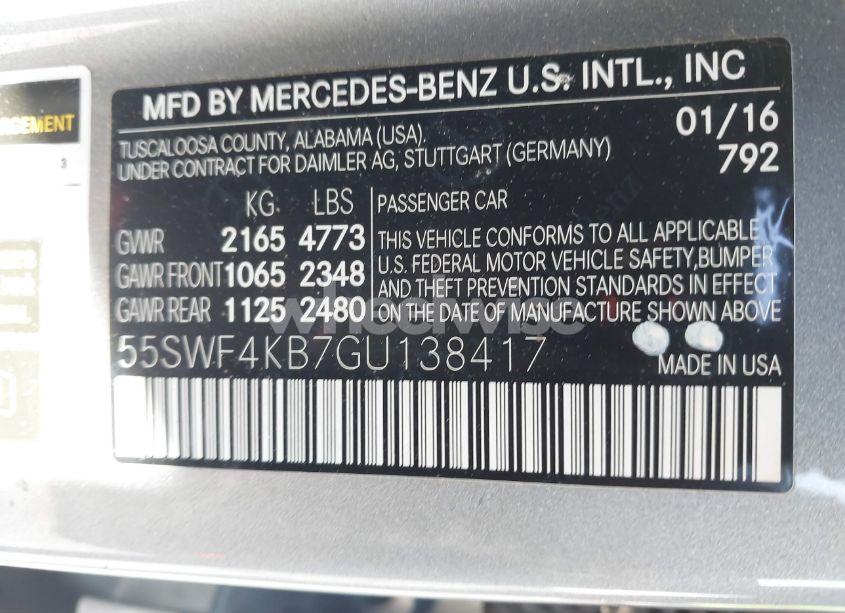 RGEMENT
3
MFD BY MERCEDES-BENZ U.S. INTL., INC
TUSCALOOSA COUNTY, ALABAMA (USA)
UNDER CONTRACT FOR DAIMLER AG, STUTTGART (GERMANY)
01/16
792
KG LBS
GVWR 2165 4773
GAWR FRONT 1065 2348
GAWR REAR 1125 2480
PASSENGER CAR
THIS VEHICLE CONFORMS TO ALL APPLICABLE
U.S. FEDERAL MOTOR VEHICLE SAFETY, BUMPER
AND THEFT PREVENTION STANDARDS IN EFFECT
ON THE DATE OF MANUFACTURE SHOWN ABOVE
wheelwise
55SWF4KB7GU138417
MADE IN USA